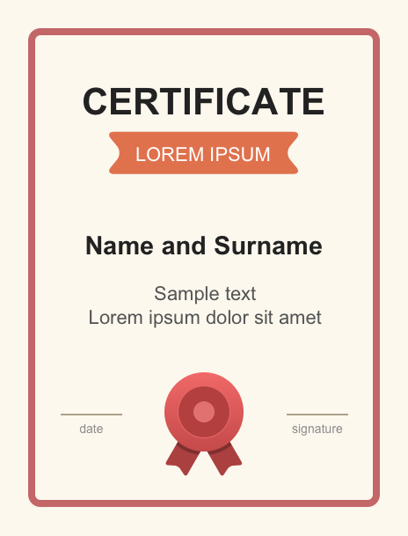 CERTIFICATE
LOREM IPSUM
Name and Surname
Sample text
Lorem ipsum dolor sit amet
date
signature